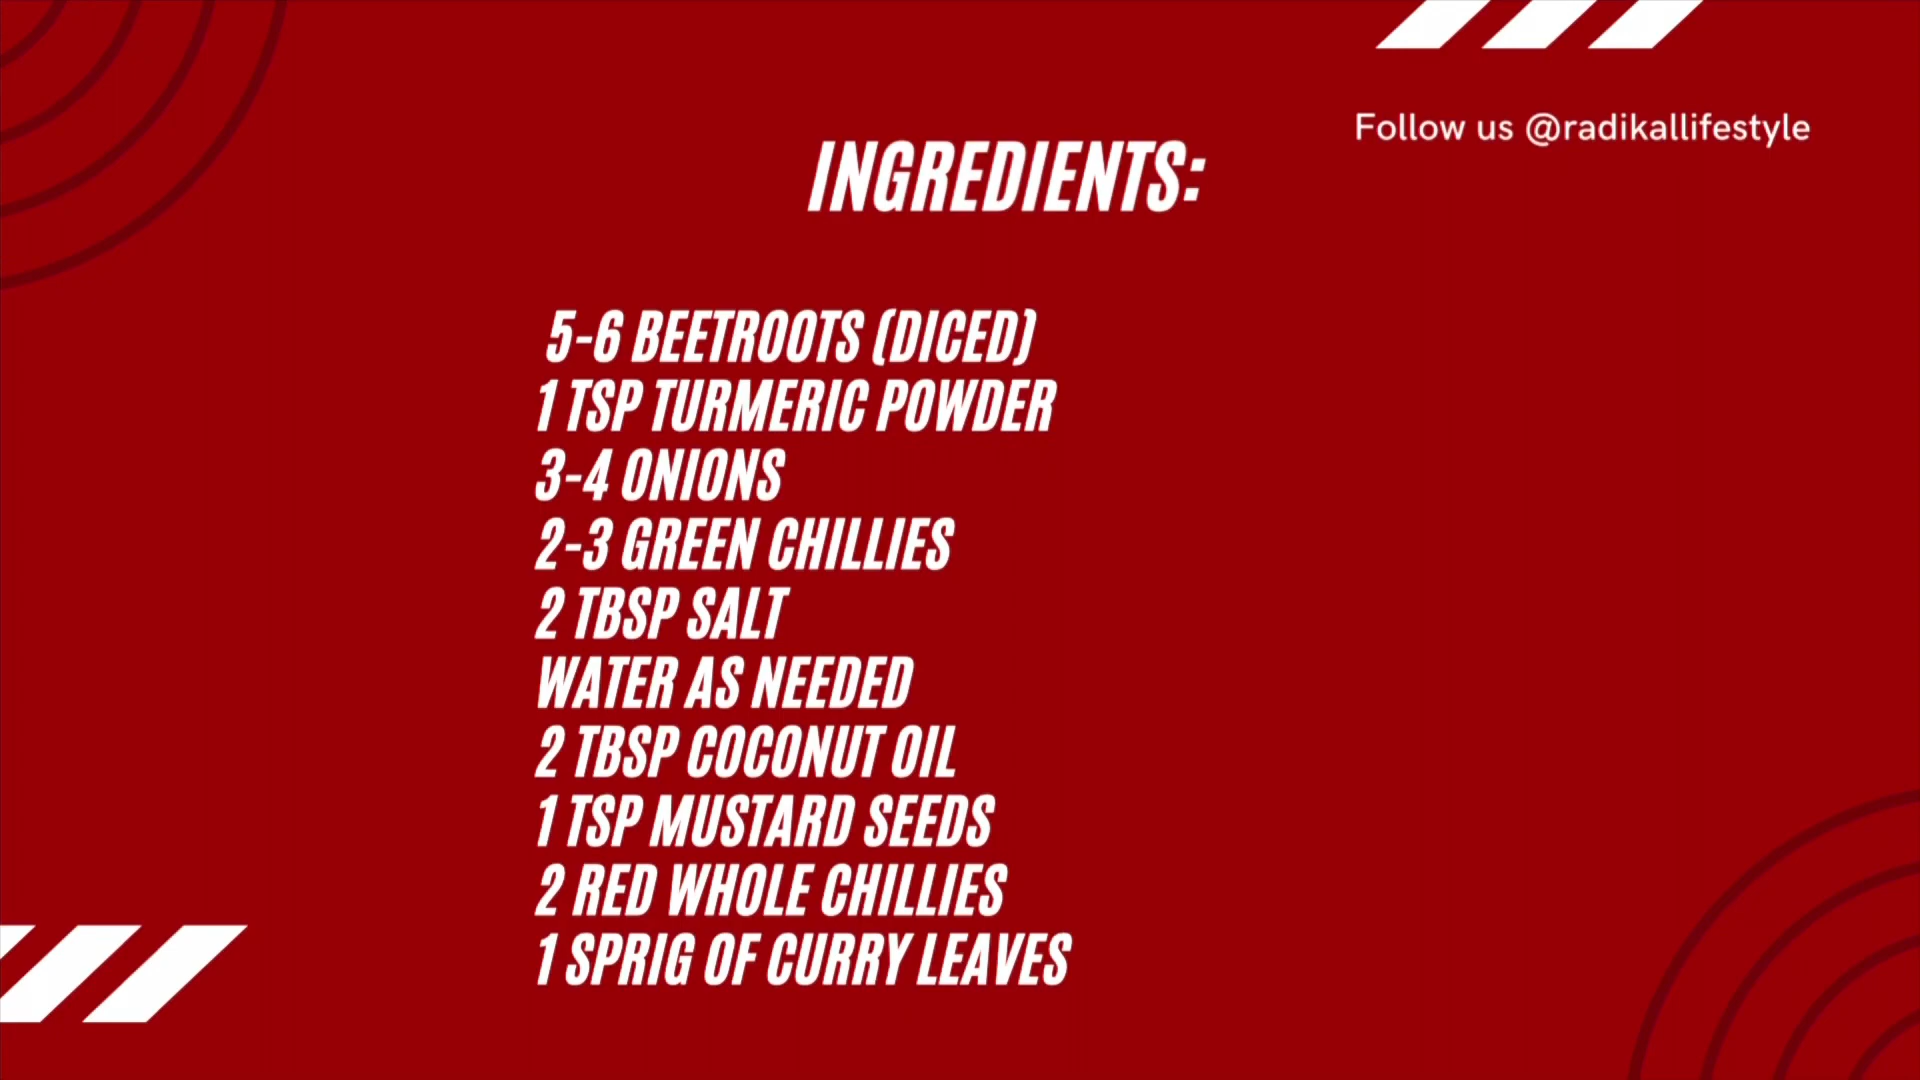 Follow us @radikallifestyle
INGREDIENTS:
5-6 BEETROOTS (DICED)
1 TSP TURMERIC POWDER
3-4 ONIONS
2-3 GREEN CHILLIES
2 TBSP SALT
WATER AS NEEDED
2 TBSP COCONUT OIL
1 TSP MUSTARD SEEDS
2 RED WHOLE CHILLIES
1 SPRIG OF CURRY LEAVES